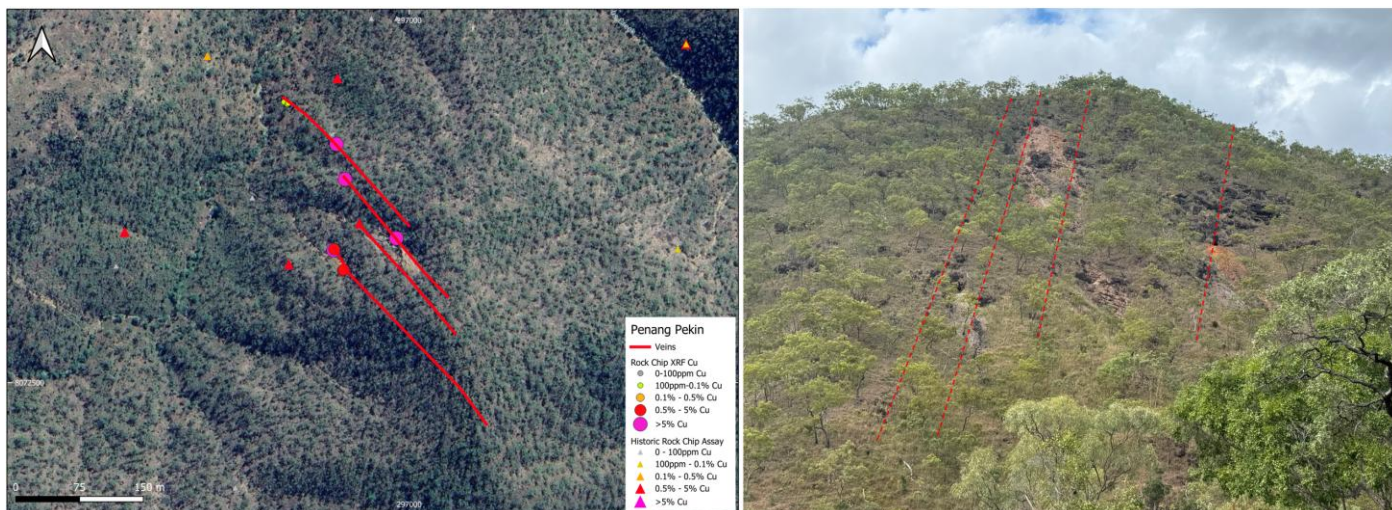 297000
Penang Pekin
Veins
Rock Chip XRF Cu
0-100ppm Cu
100ppm-0.1% Cu
0.1% - 0.5% Cu
0.5% - 5% Cu
>5% Cu
Historic Rock Chip Assay
0 - 100ppm Cu
100ppm - 0.1% Cu
0.1% - 0.5% Cu
0.5% - 5% Cu
>5% Cu
8072500
0 75 150 m
297000